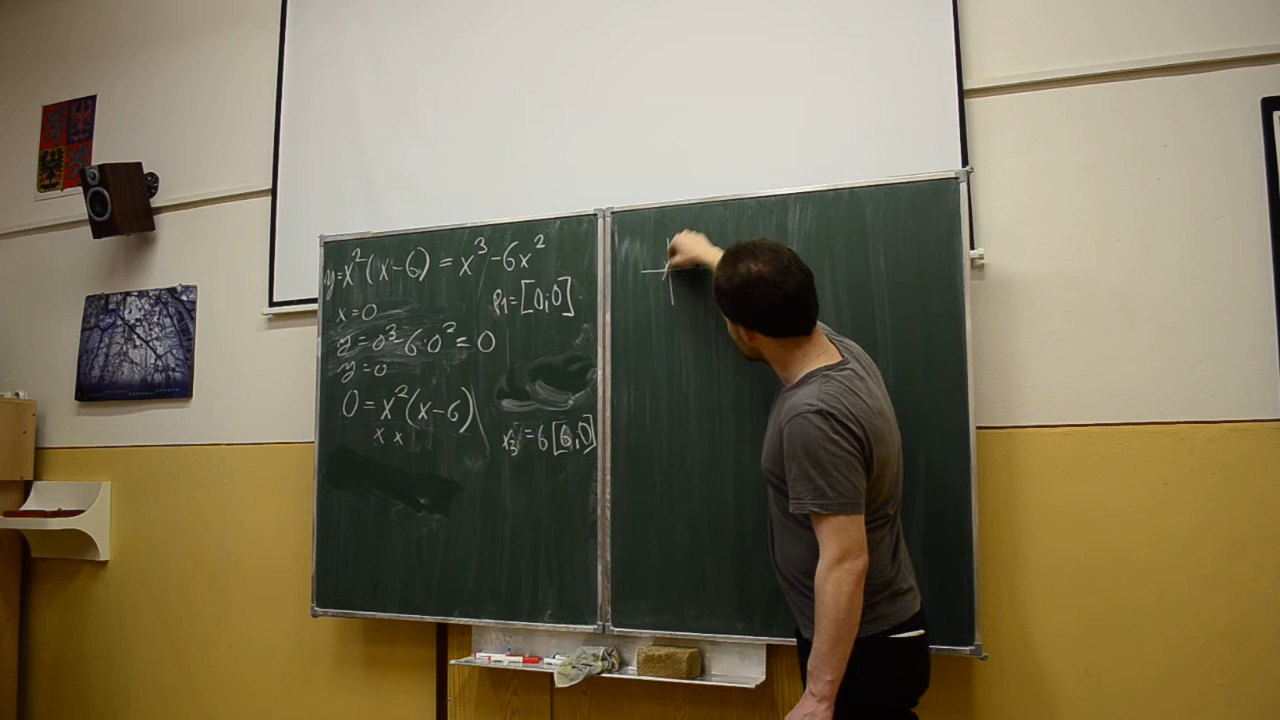 y=x²(x-6) = x³-6x²
x=0
P1=[0;0]
y=0³-6·0²=0
y=0
0=x²(x-6)
x x
x3=6[6;0]